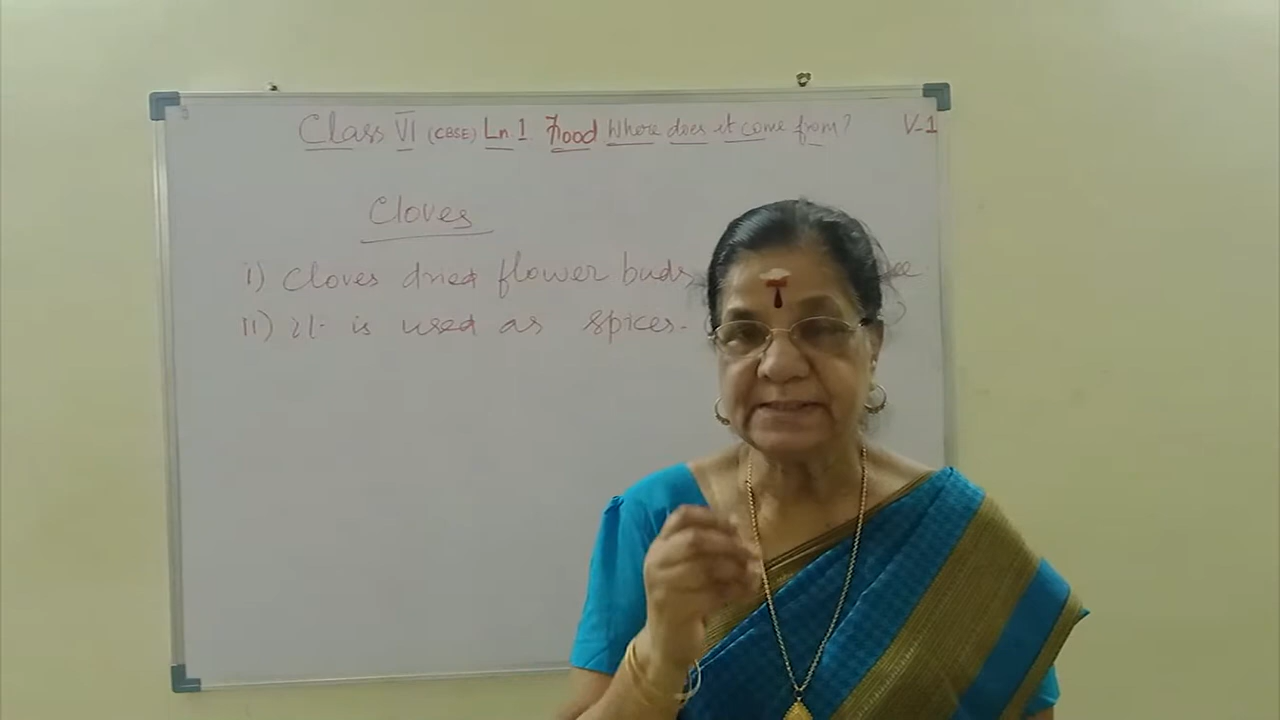 Class VI (CBSE) Ln.1 Food Where does it come from? V-1
Cloves
i) Cloves dried flower buds
ii) it is used as spices.